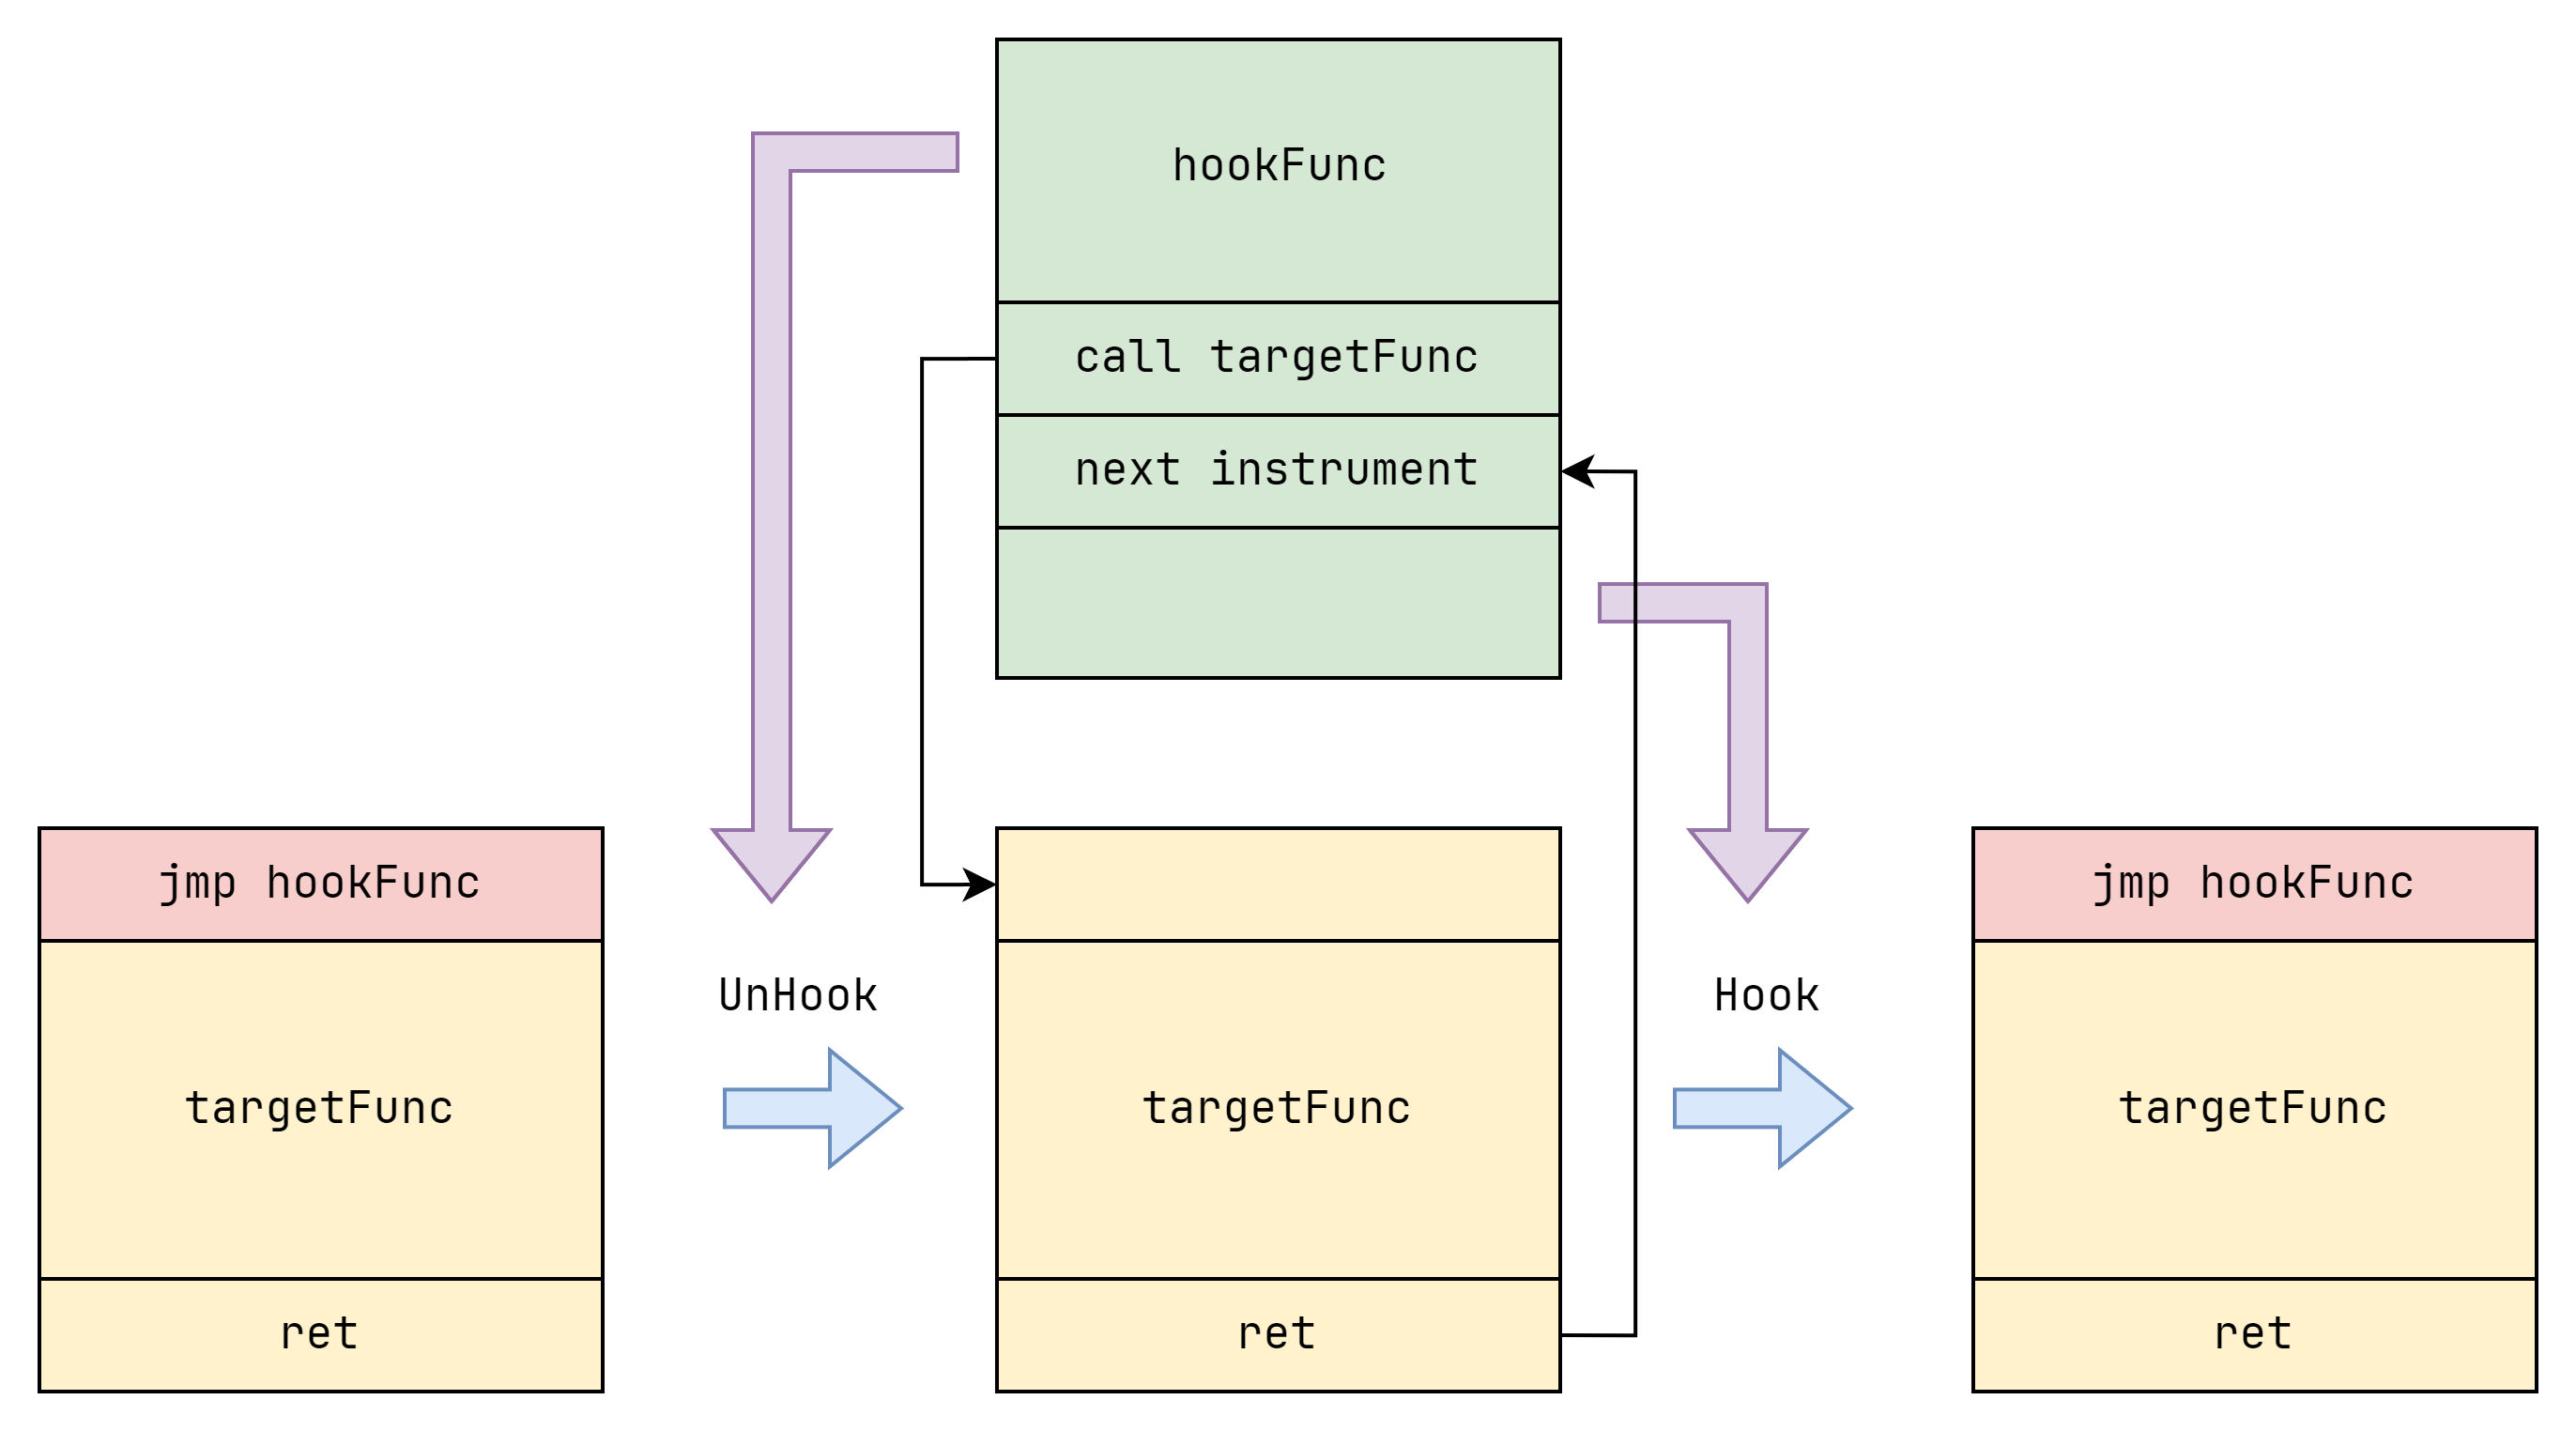 hookFunc
call targetFunc
next instrument
jmp hookFunc
targetFunc
ret
UnHook
targetFunc
ret
Hook
jmp hookFunc
targetFunc
ret